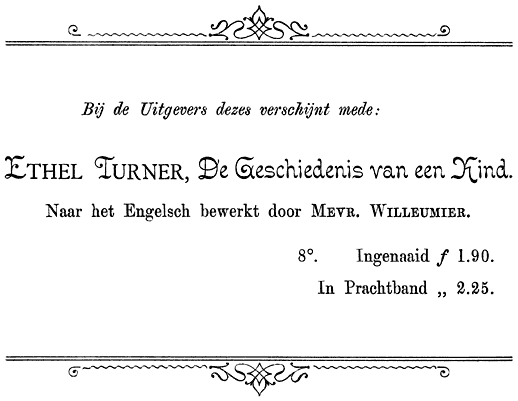 Bij de Uitgevers dezes verschijnt mede:
ETHEL TURNER, De Geschiedenis van een Kind.
Naar het Engelsch bewerkt door MEVR. WILLEUMIER.
8°. Ingenaaid f 1.90.
In Prachtband „ 2.25.